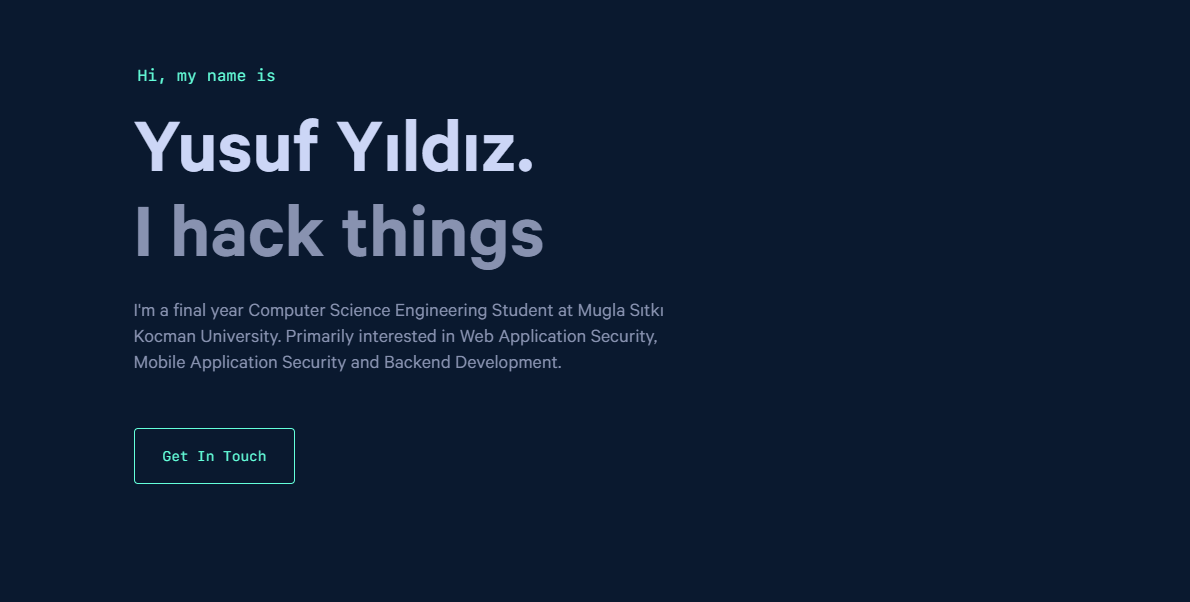 Hi, my name is
Yusuf Yıldız.
I hack things
I'm a final year Computer Science Engineering Student at Mugla Sıtkı
Kocman University. Primarily interested in Web Application Security,
Mobile Application Security and Backend Development.
Get In Touch